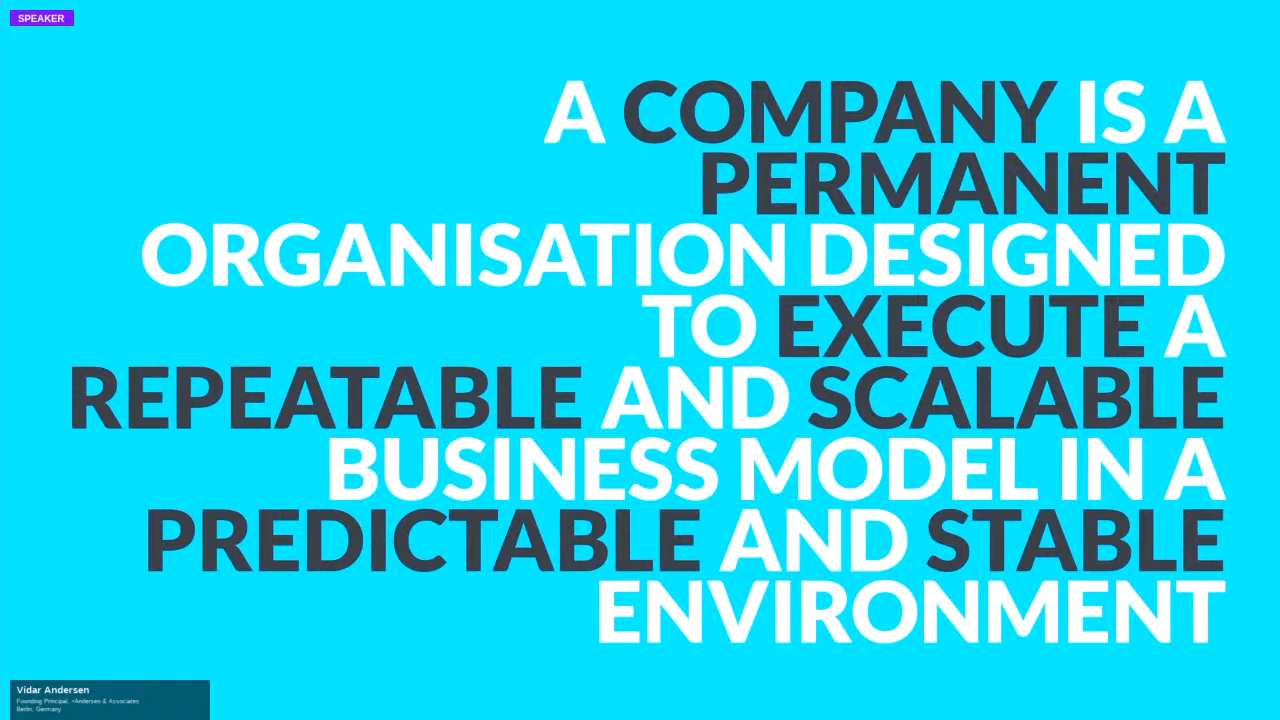 SPEAKER
A COMPANY IS A
PERMANENT
ORGANISATION DESIGNED
TO EXECUTE A
REPEATABLE AND SCALABLE
BUSINESS MODEL IN A
PREDICTABLE AND STABLE
ENVIRONMENT
Vidar Andersen
Founding Principal, +Andersen & Associates
Berlin, Germany